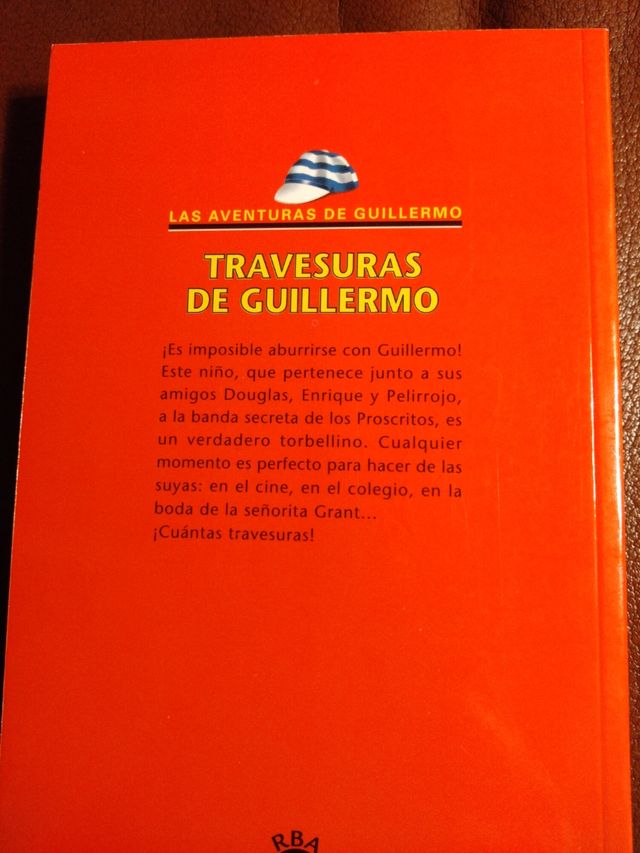 LAS AVENTURAS DE GUILLERMO
TRAVESURAS
DE GUILLERMO
¡Es imposible aburrirse con Guillermo!
Este niño, que pertenece junto a sus
amigos Douglas, Enrique y Pelirrojo,
a la banda secreta de los Proscritos, es
un verdadero torbellino. Cualquier
momento es perfecto para hacer de las
suyas: en el cine, en el colegio, en la
boda de la señorita Grant...
¡Cuántas travesuras!
RBA